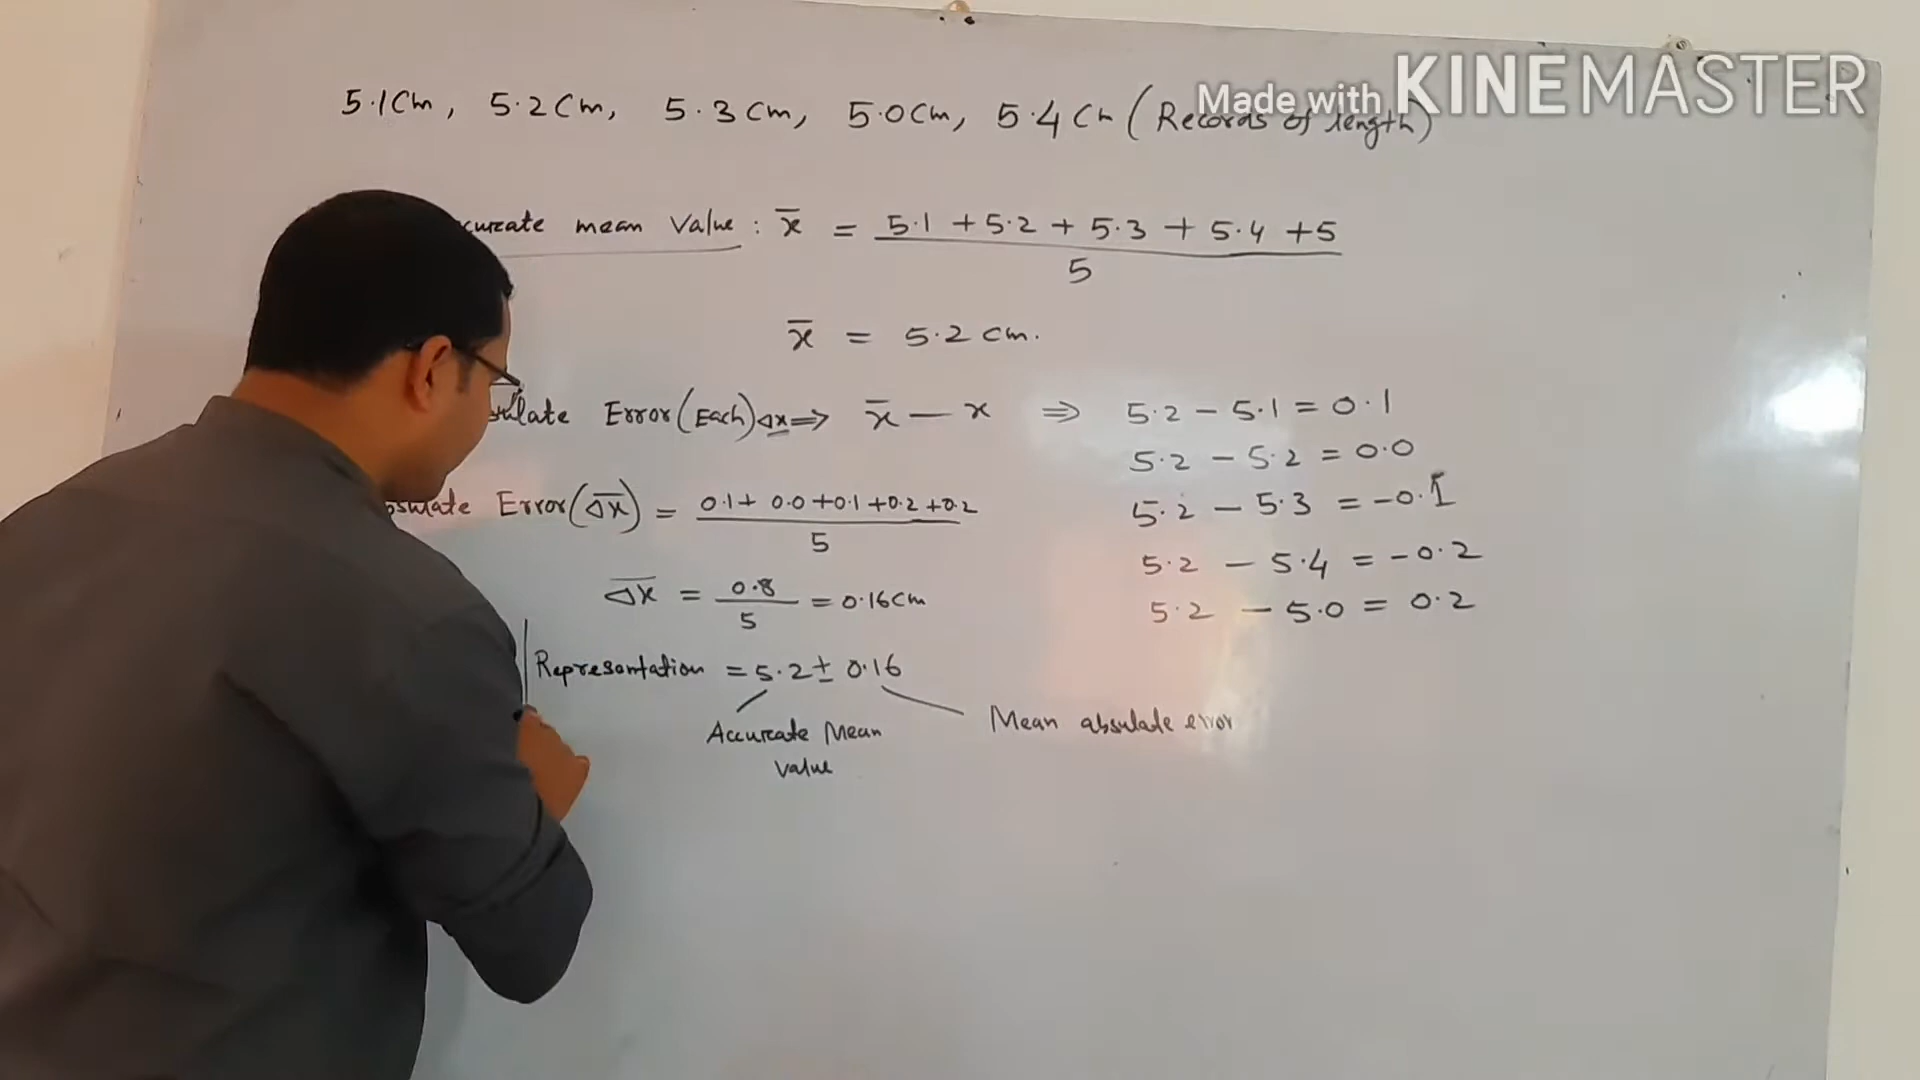 Made with KINEMASTER
5.1Cm, 5.2Cm, 5.3Cm, 5.0Cm, 5.4Cm (Records of length)
mean Value : x̄ = 5.1 + 5.2 + 5.3 + 5.4 + 5 / 5
x̄ = 5.2 cm.
Error (Each) Δx ⇒ x̄ — x ⇒ 5.2 - 5.1 = 0.1
5.2 - 5.2 = 0.0
5.2 - 5.3 = -0.1
Error (Δx̄) = 0.1 + 0.0 + 0.1 + 0.2 + 0.2 / 5
5.2 - 5.4 = -0.2
Δx̄ = 0.8 / 5 = 0.16Cm
5.2 - 5.0 = 0.2
Representation = 5.2 ± 0.16
Accurate Mean Value
Mean absulate error